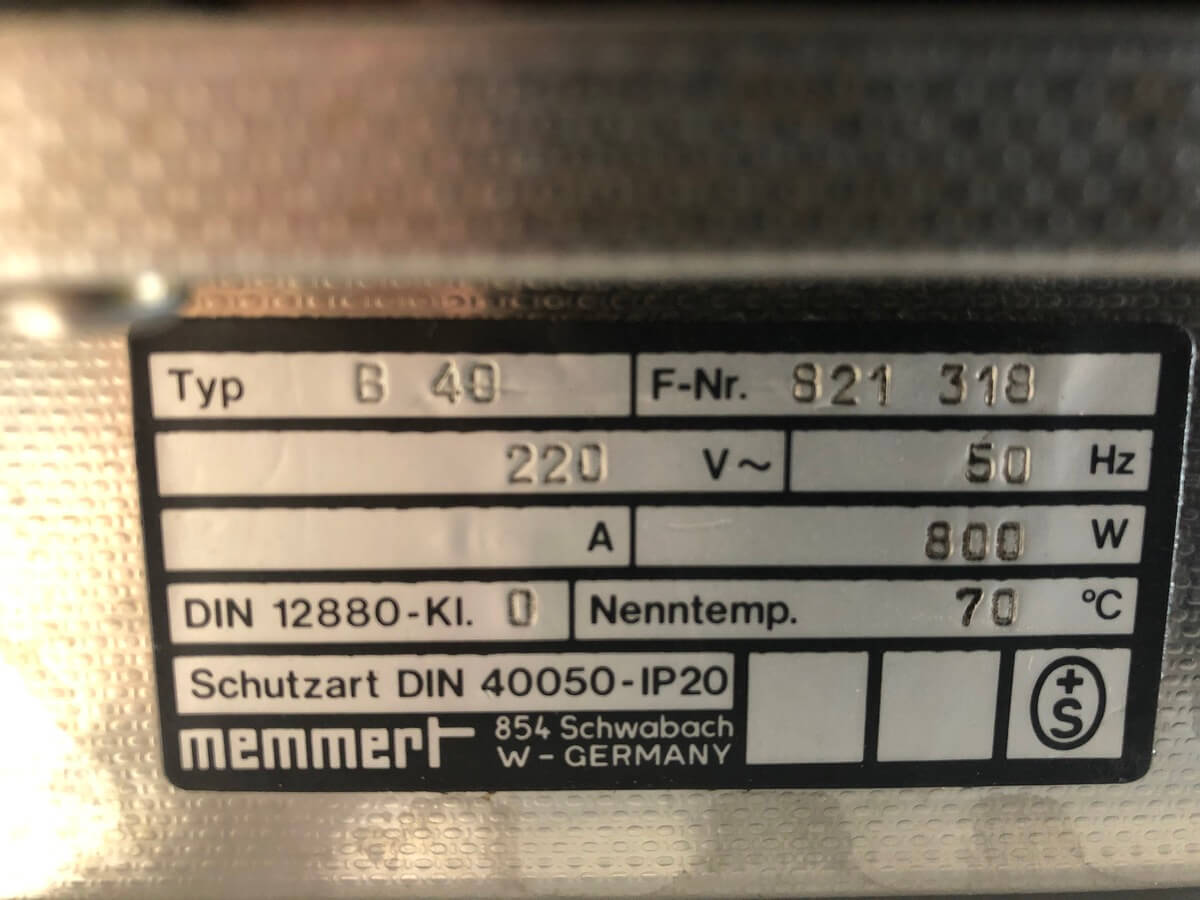 Typ B 40 F-Nr. 821 318
220 V~ 50 Hz
A 800 W
DIN 12880-Kl. 0 Nenntemp. 70 °C
Schutzart DIN 40050-IP20
memmert 854 Schwabach
W-GERMANY
+S